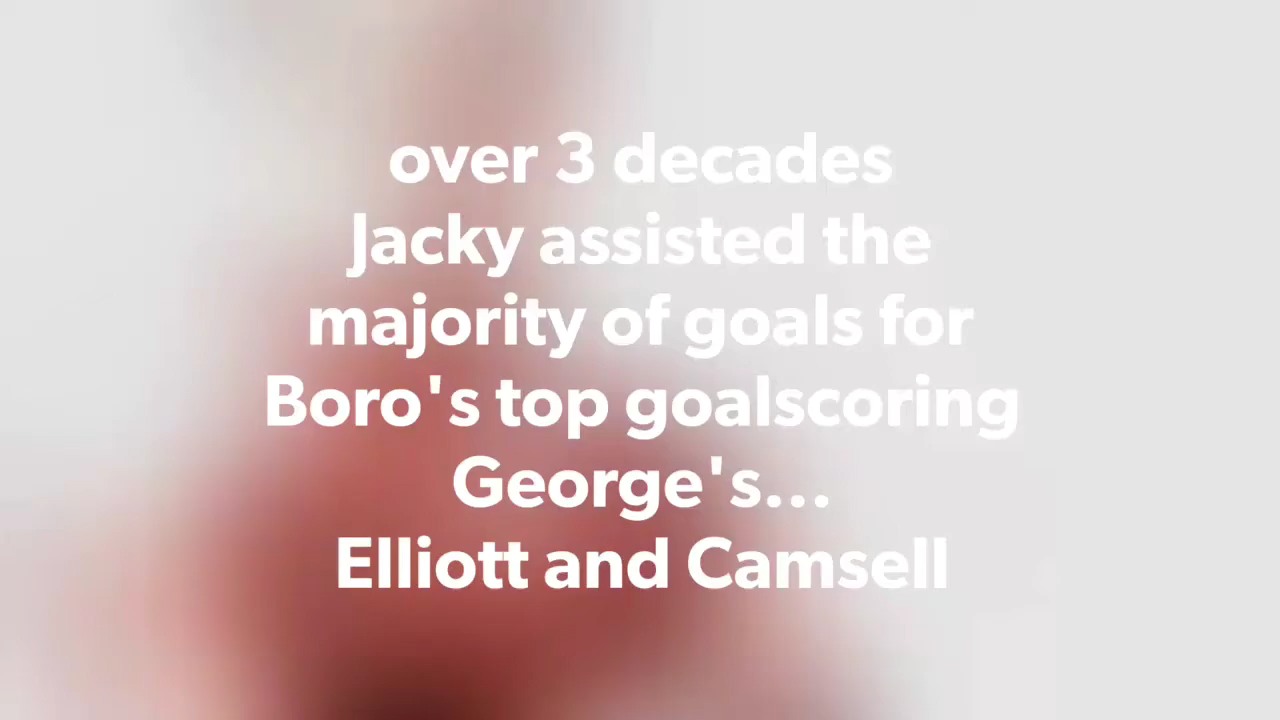 over 3 decades
Jacky assisted the
majority of goals for
Boro's top goalscoring
George's...
Elliott and Camsell